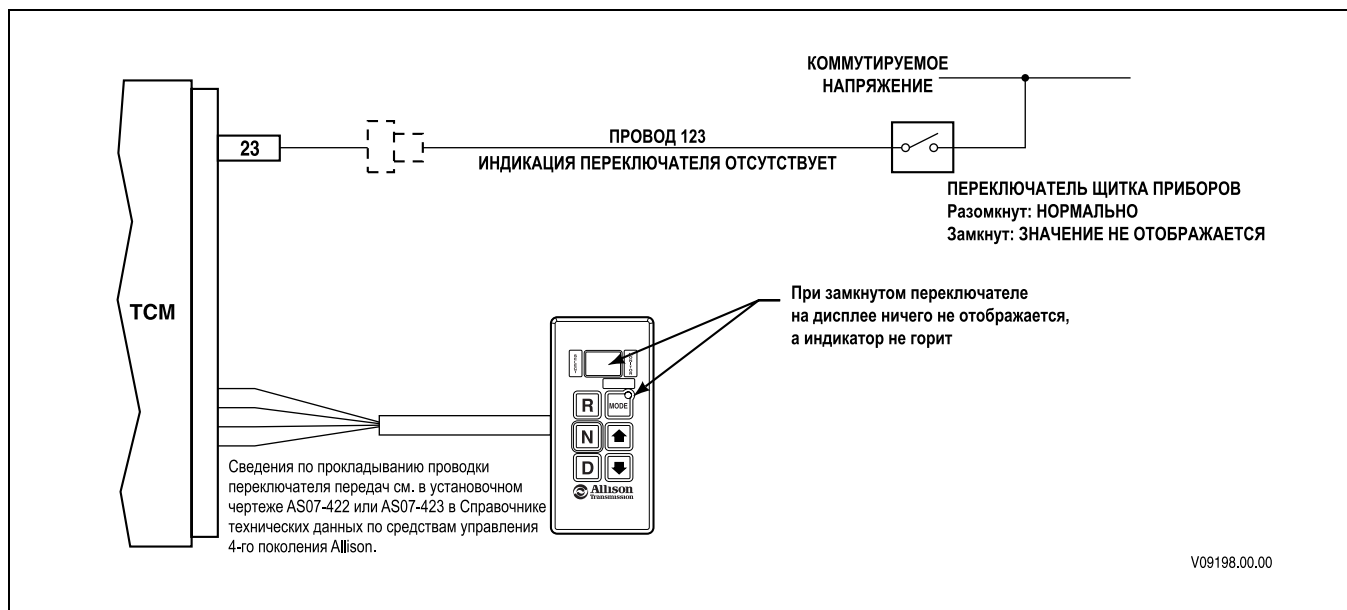 КОММУТИРУЕМОЕ
НАПРЯЖЕНИЕ
23
ПРОВОД 123
ИНДИКАЦИЯ ПЕРЕКЛЮЧАТЕЛЯ ОТСУТСТВУЕТ
ПЕРЕКЛЮЧАТЕЛЬ ЩИТКА ПРИБОРОВ
Разомкнут: НОРМАЛЬНО
Замкнут: ЗНАЧЕНИЕ НЕ ОТОБРАЖАЕТСЯ
TCM
При замкнутом переключателе
на дисплее ничего не отображается,
а индикатор не горит
R
MODE
N
D
Allison
Transmission
Сведения по прокладыванию проводки
переключателя передач см. в установочном
чертеже AS07-422 или AS07-423 в Справочнике
технических данных по средствам управления
4-го поколения Allison.
V09198.00.00